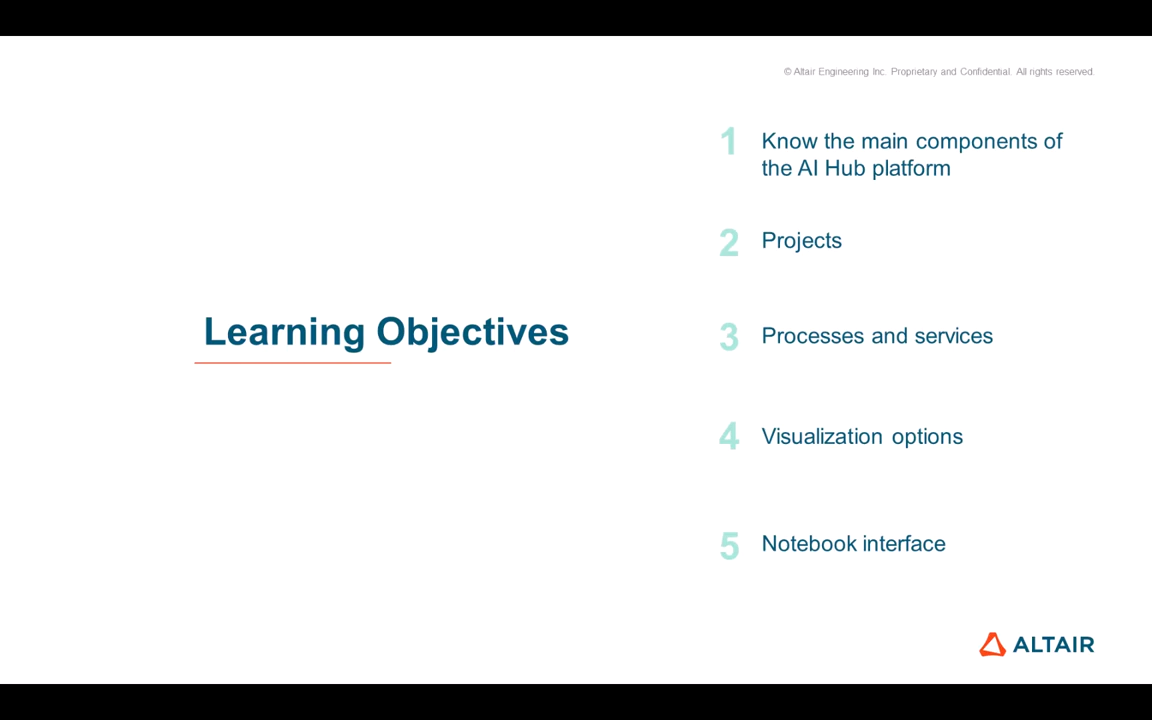 © Altair Engineering Inc. Proprietary and Confidential. All rights reserved.
Learning Objectives
1 Know the main components of
the AI Hub platform
2 Projects
3 Processes and services
4 Visualization options
5 Notebook interface
ALTAIR